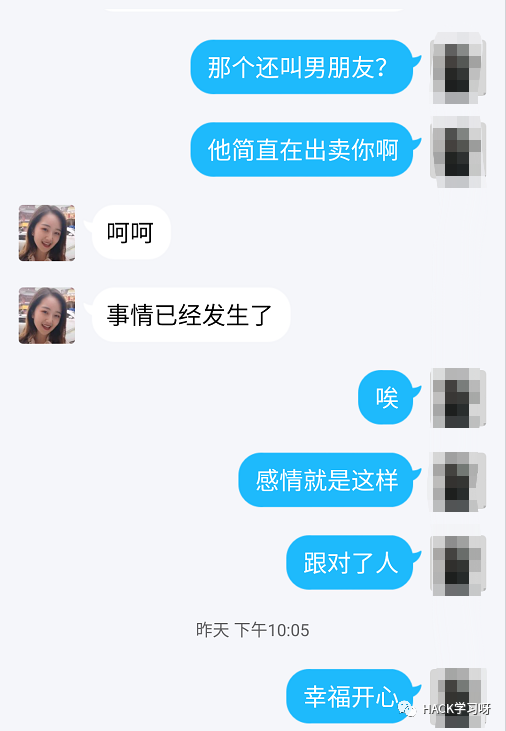 那个还叫男朋友？
他简直在出卖你啊
呵呵
事情已经发生了
唉
感情就是这样
跟对了人
昨天 下午10:05
幸福开心
HACK学习呀